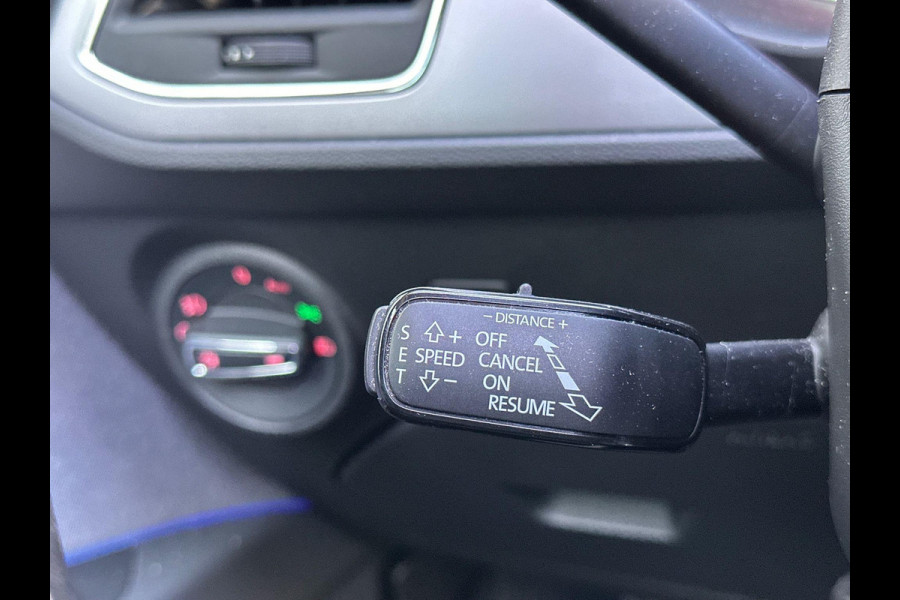 − DISTANCE +
S + OFF
E SPEED CANCEL
T − ON
RESUME